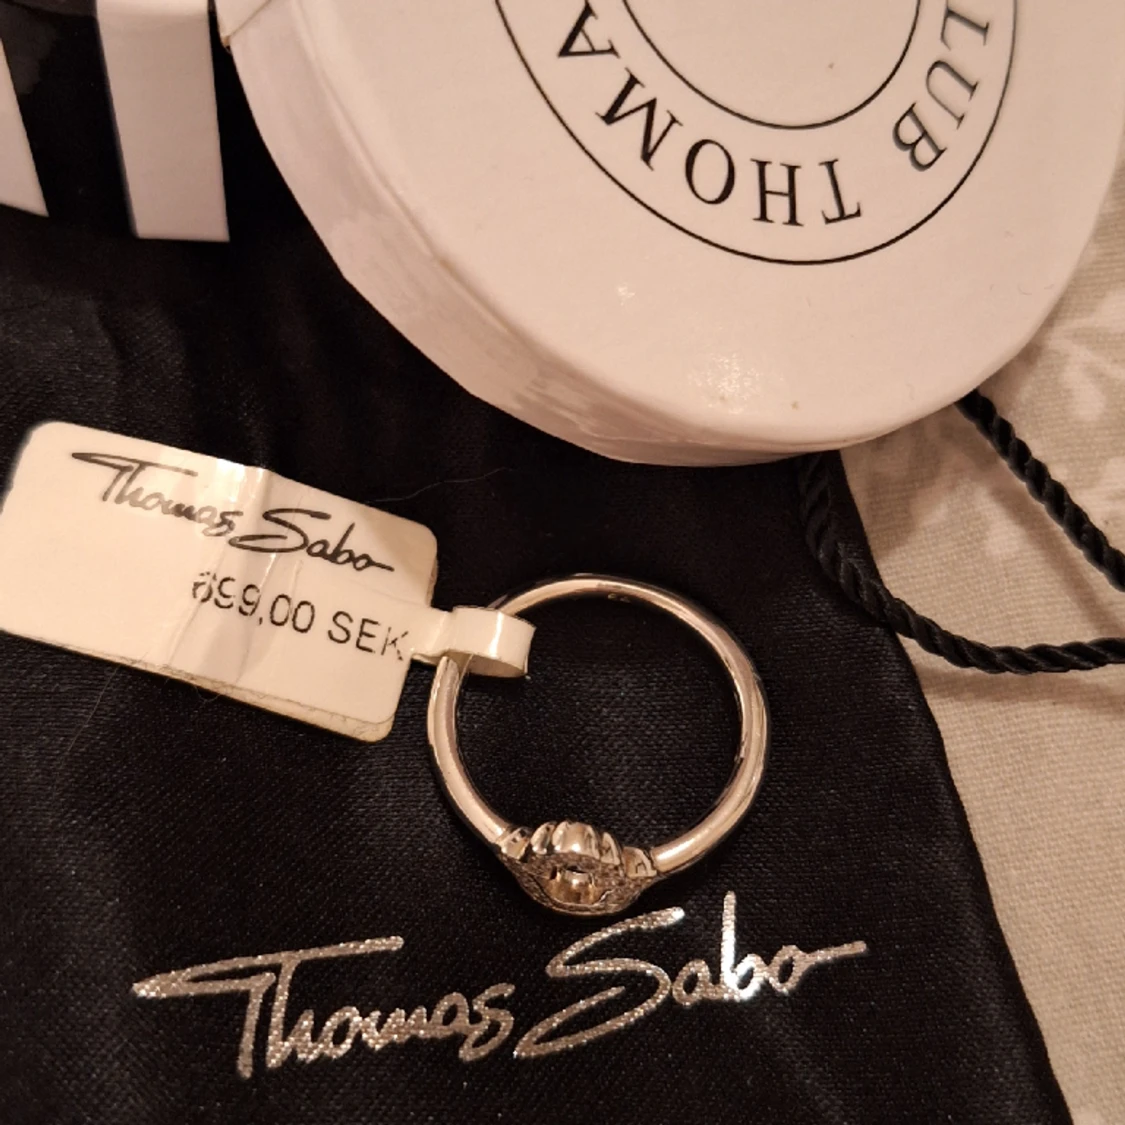 LUB THOMA
Thomas Sabo
699,00 SEK
Thomas Sabo